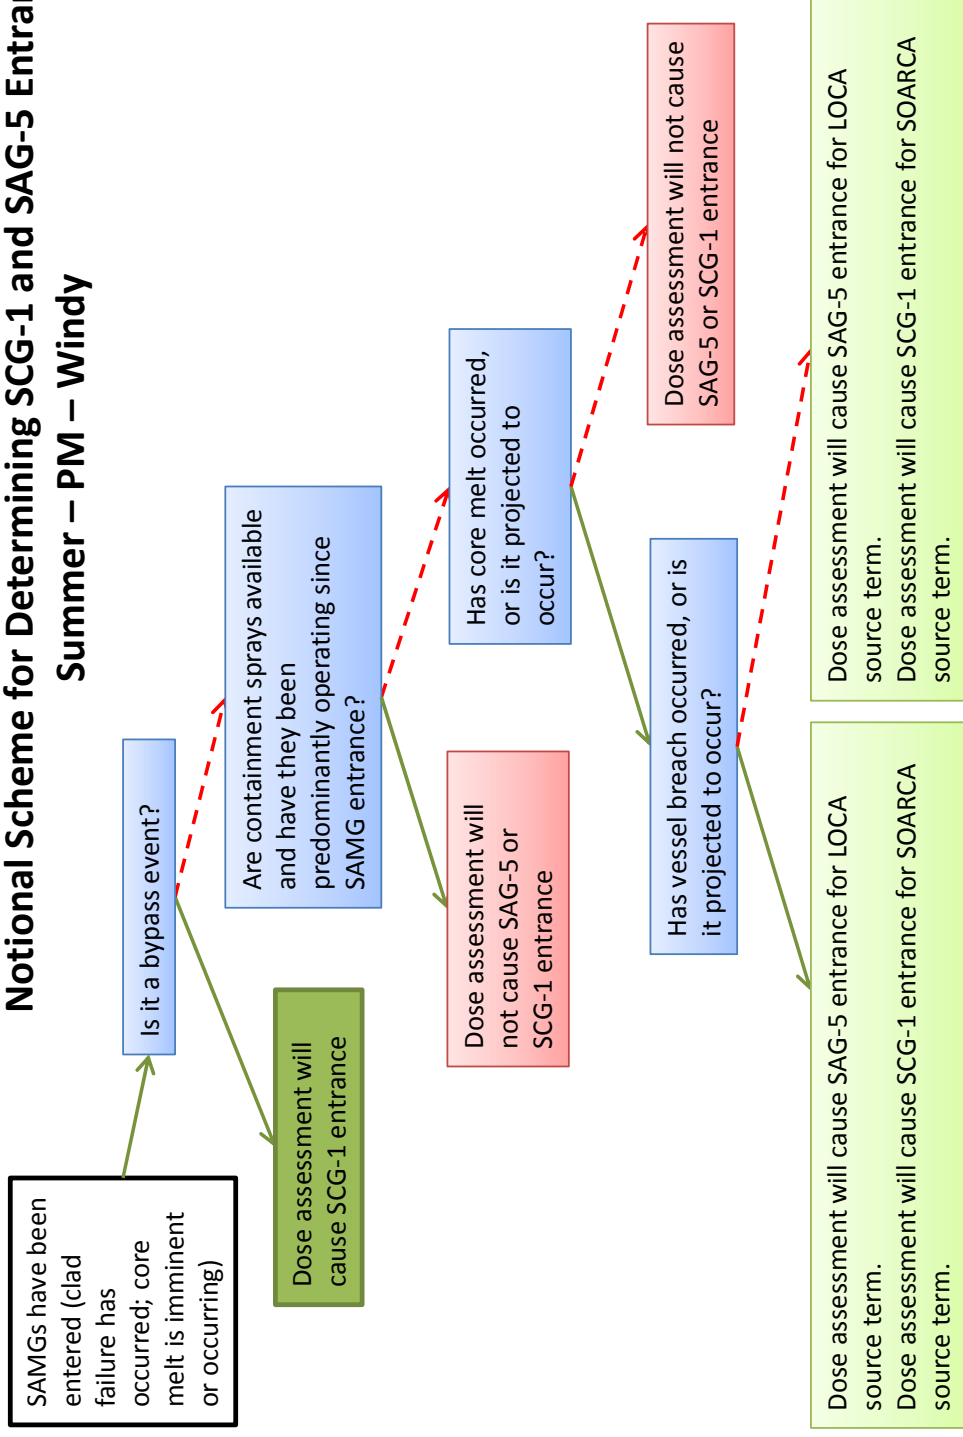 Notional Scheme for Determining SCG-1 and SAG-5
Summer – PM – Windy
SAMGs have been
entered (clad
failure has
occurred; core
melt is imminent
or occurring)
Is it a bypass event?
Dose assessment will
cause SCG-1 entrance
Are containment sprays available
and have they been
predominantly operating since
SAMG entrance?
Dose assessment will
not cause SAG-5 or
SCG-1 entrance
Has core melt occurred,
or is it projected to
occur?
Has vessel breach occurred, or is
it projected to occur?
Dose assessment will not cause
SAG-5 or SCG-1 entrance
Dose assessment will cause SAG-5 entrance for LOCA
source term.
Dose assessment will cause SCG-1 entrance for SOARCA
source term.
Dose assessment will cause SAG-5 entrance for LOCA
source term.
Dose assessment will cause SCG-1 entrance for SOARCA
source term.